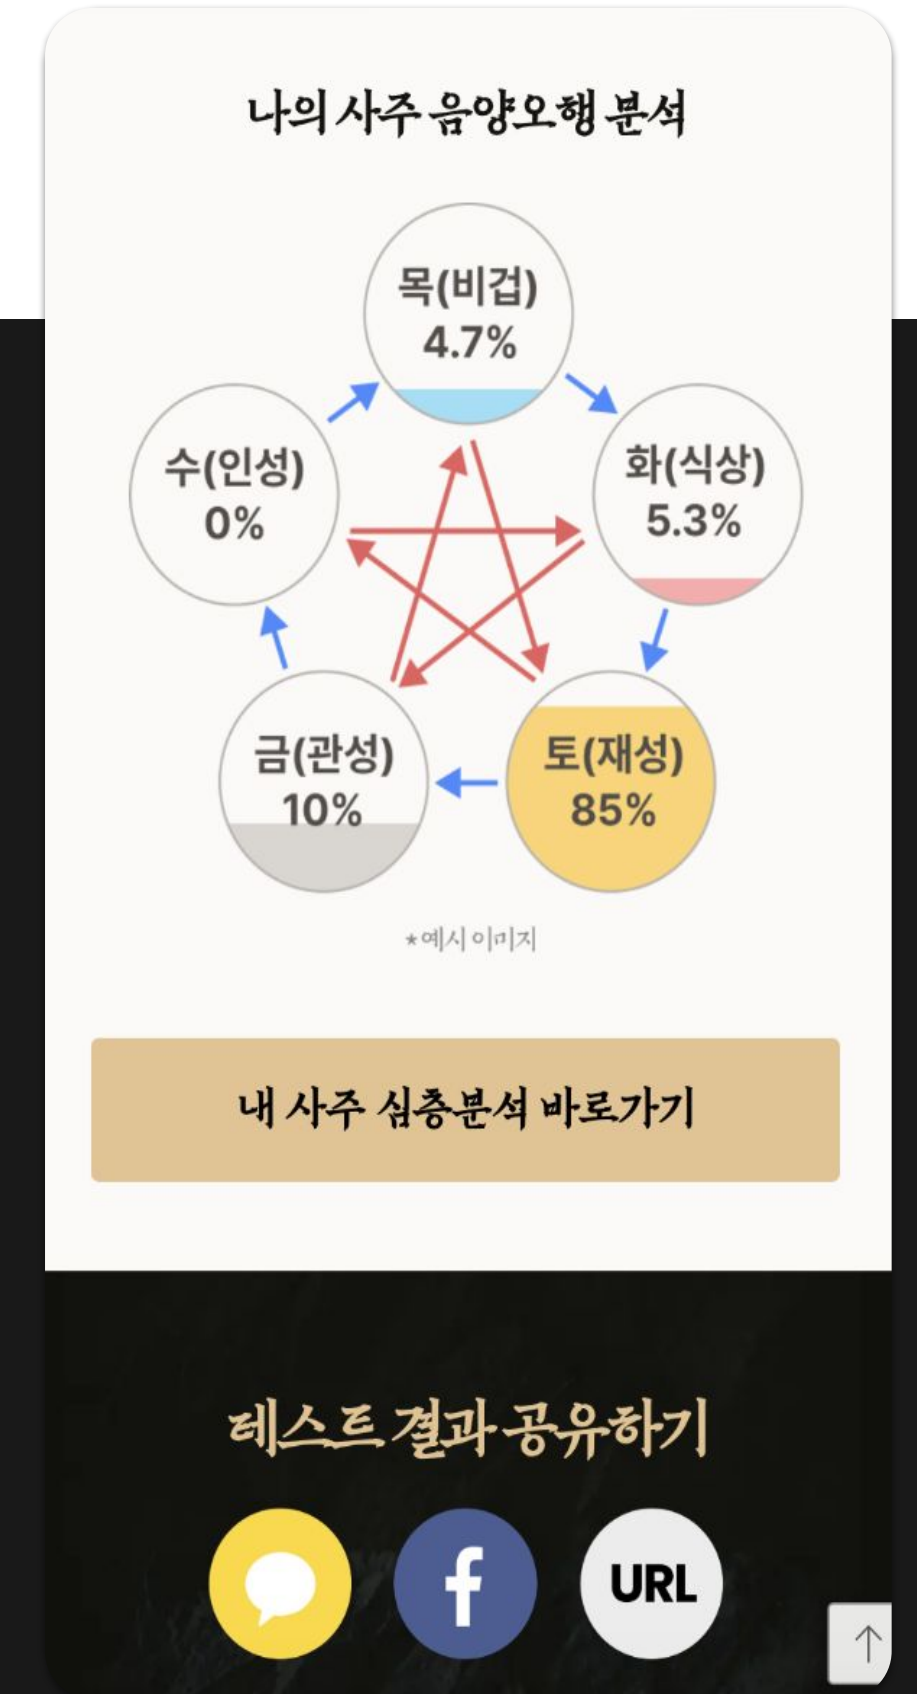 나의 사주 음양오행 분석
목(비겁)
4.7%
수(인성)
0%
화(식상)
5.3%
금(관성)
10%
토(재성)
85%
*예시 이미지
내 사주 심층분석 바로가기
테스트 결과 공유하기
f
URL